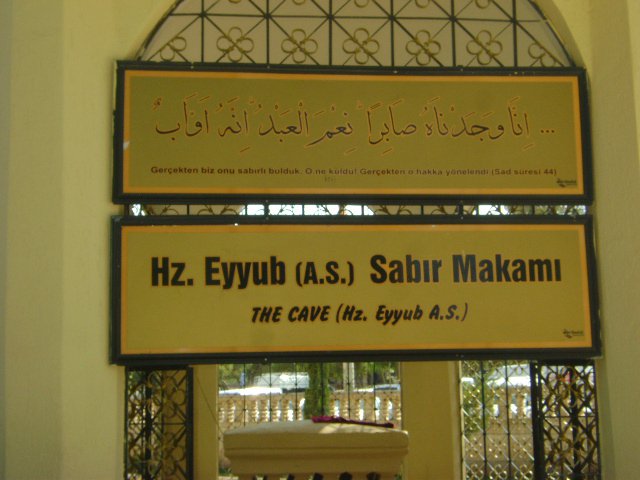 ... إِنَّا وَجَدْنَاهُ صَابِرًا نِعْمَ الْعَبْدُ إِنَّهُ أَوَّابٌ
Gerçekten biz onu sabırlı bulduk. O ne kuldu! Gerçekten o hakka yönelendi (Sad sûresi 44)
Hz. Eyyub (A.S.) Sabır Makamı
THE CAVE (Hz. Eyyub A.S.)